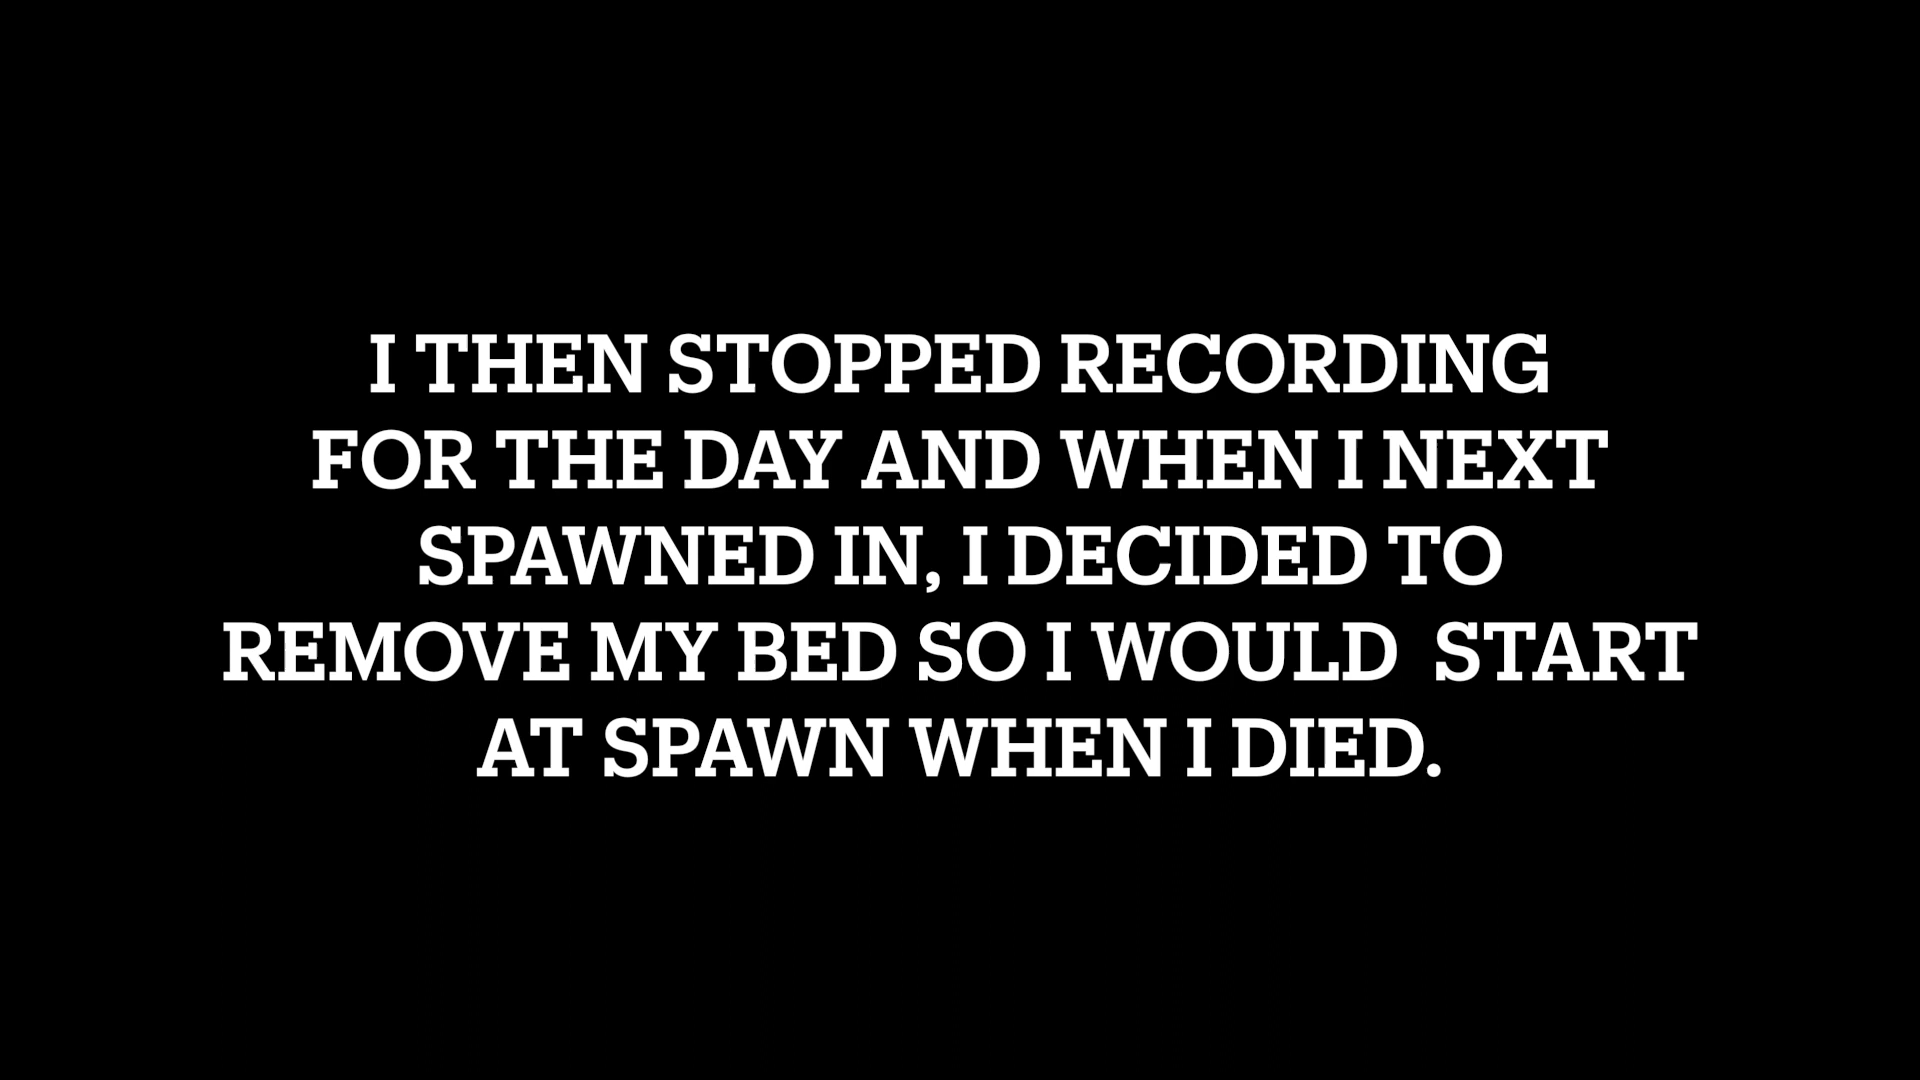 I THEN STOPPED RECORDING
FOR THE DAY AND WHEN I NEXT
SPAWNED IN, I DECIDED TO
REMOVE MY BED SO I WOULD  START
AT SPAWN WHEN I DIED.